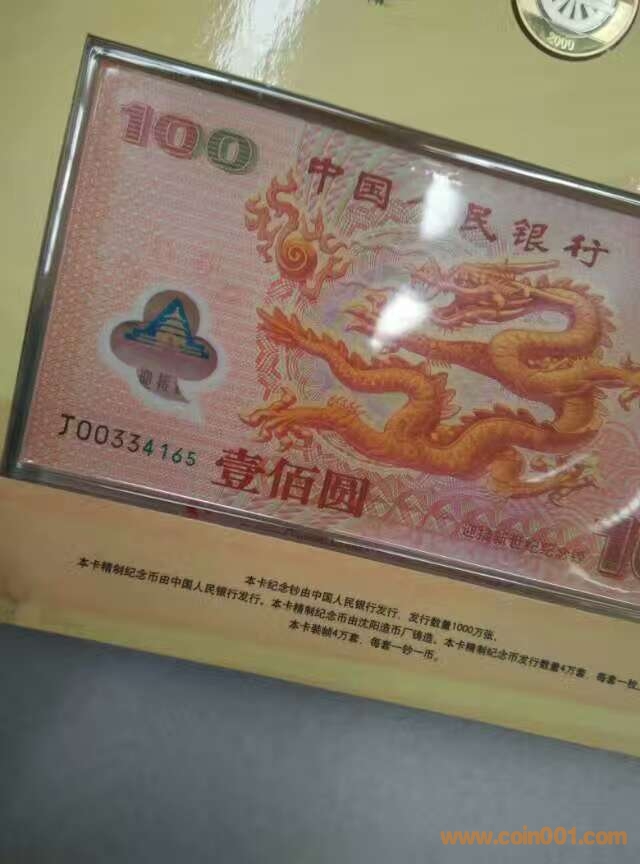 2000
100
中国人民银行
迎接
J00334165
壹佰圆
迎接新世纪纪念钞
10
本卡纪念钞由中国人民银行发行，发行数量1000万张，
本卡精制纪念币由中国人民银行发行。本卡精制纪念币由沈阳造币厂铸造，本卡精制纪念币发行数量4万套，每套一枚
本卡装帧4万套，每套一钞一币。
www.coin001.com